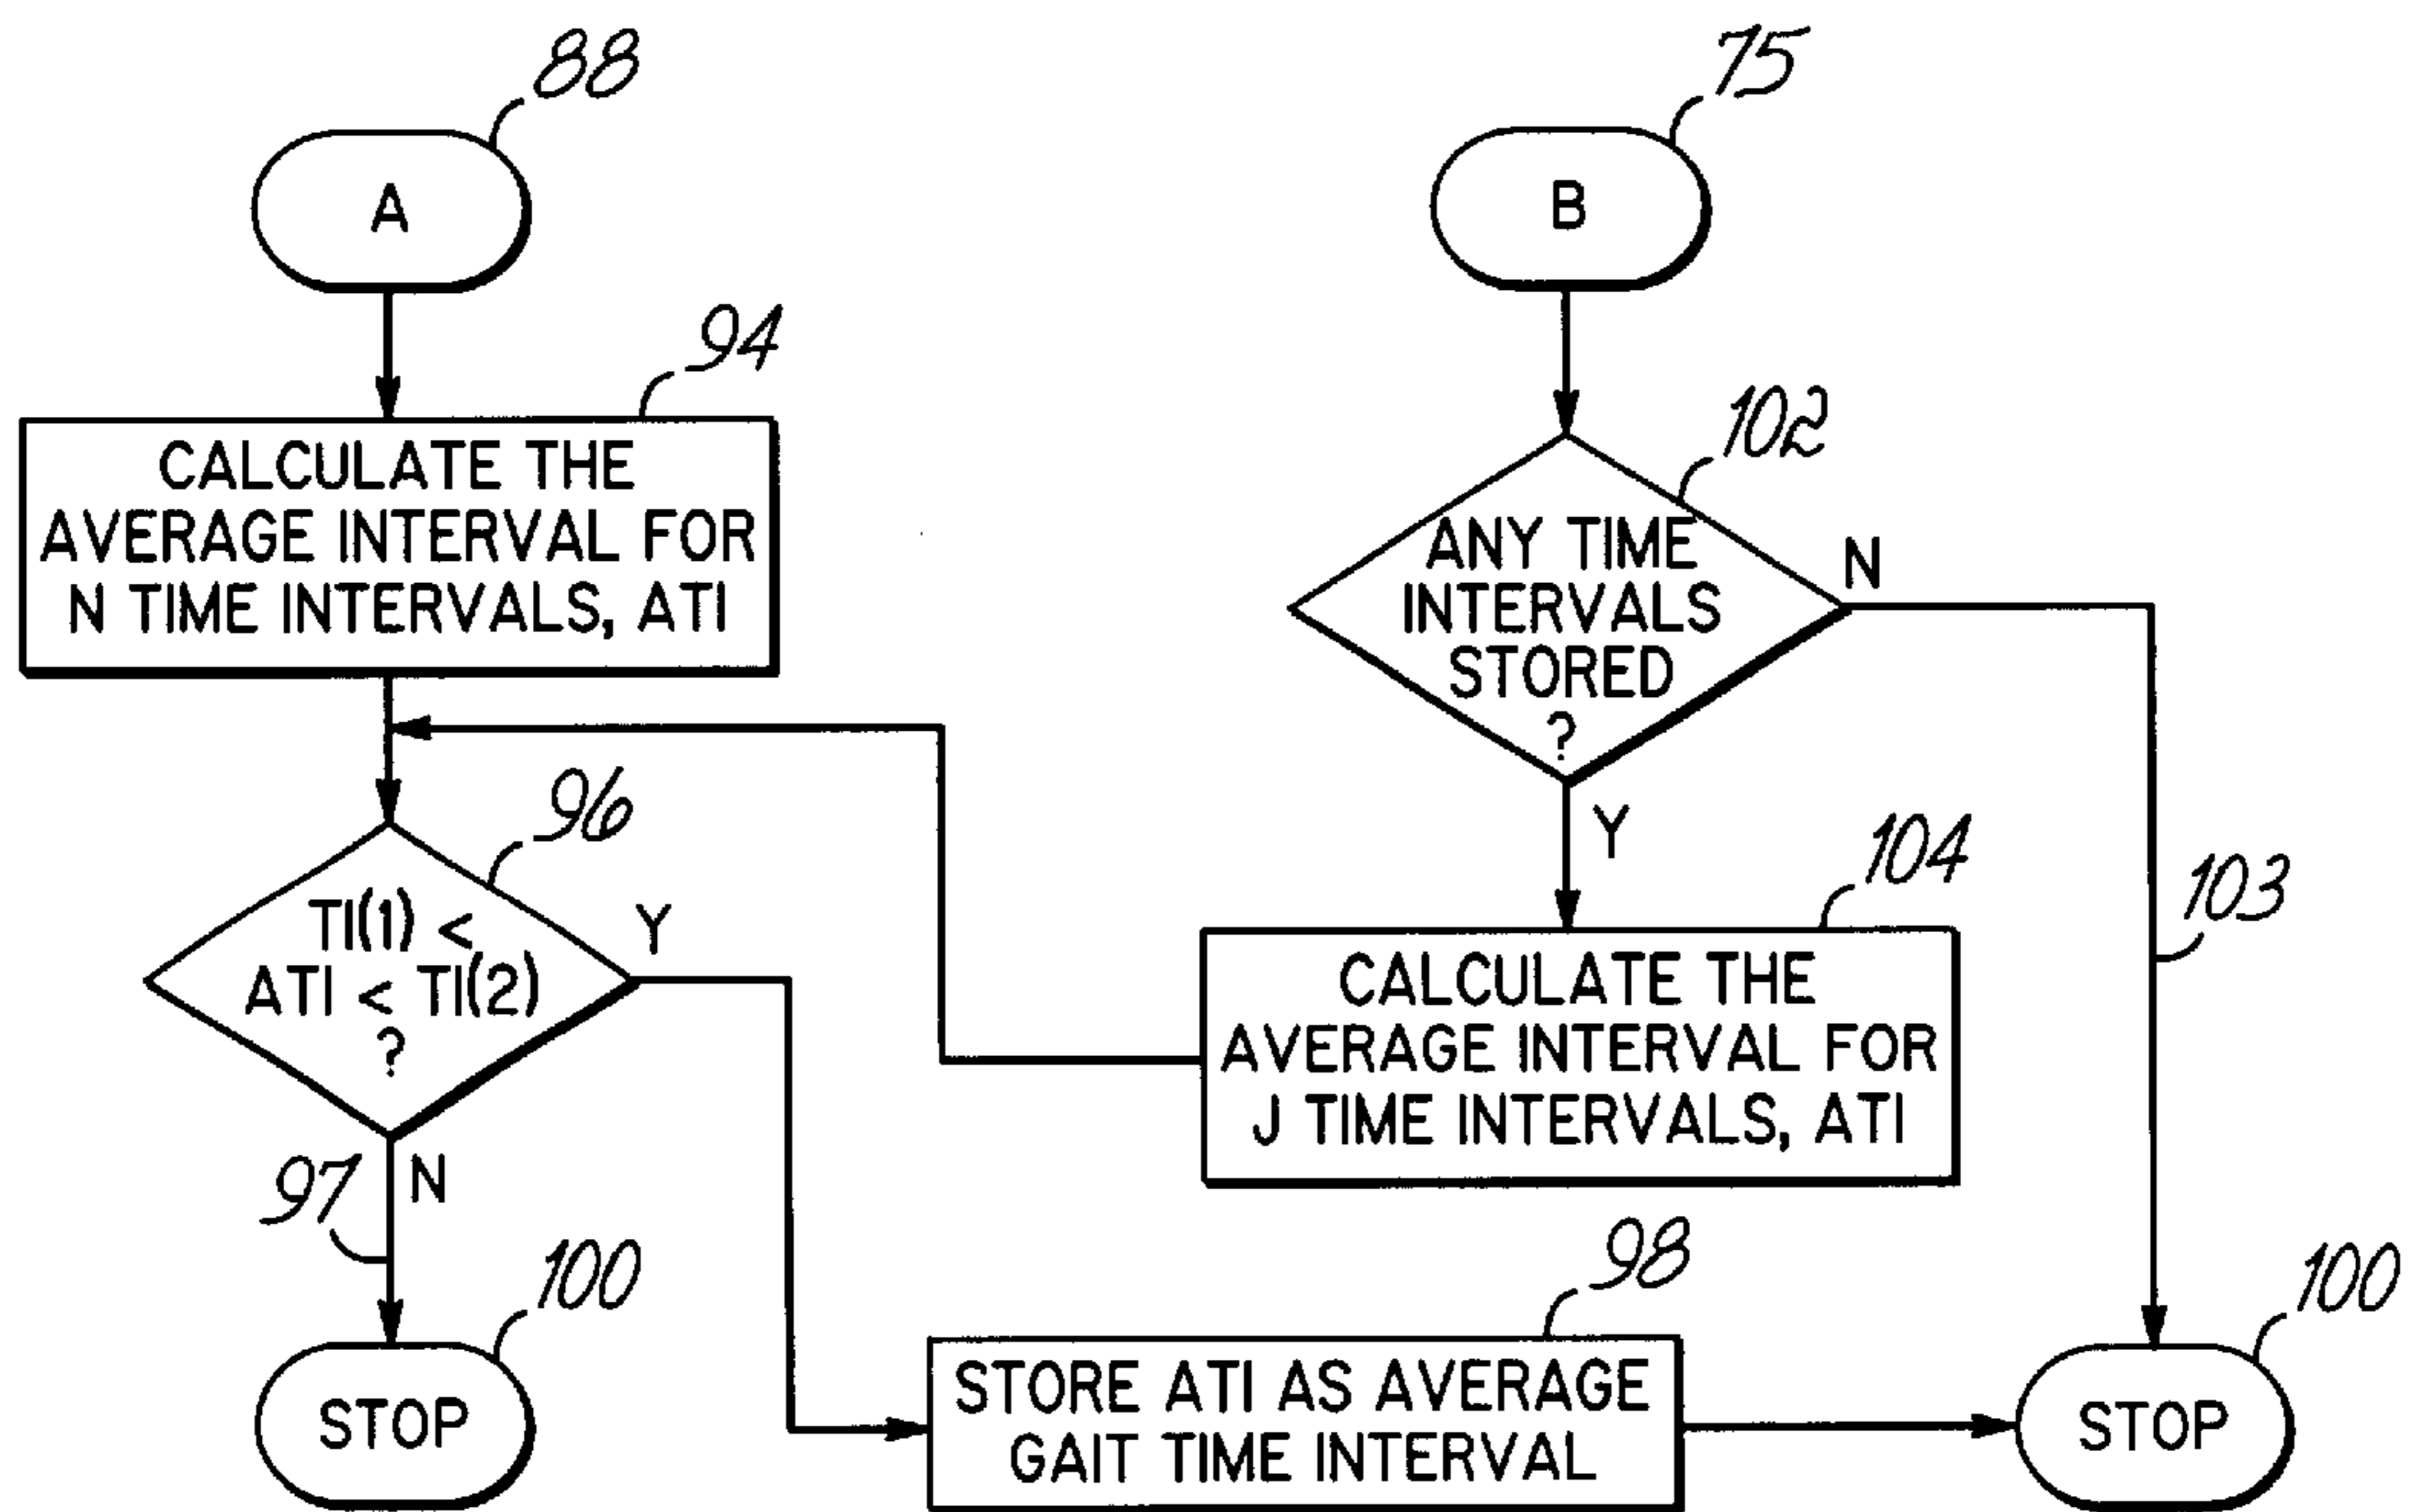 88
A
94
CALCULATE THE
AVERAGE INTERVAL FOR
N TIME INTERVALS, ATI
96
TI(1) <
ATI < TI(2)
?
Y
97
N
100
STOP
75
B
102
ANY TIME
INTERVALS
STORED
?
N
Y
103
104
CALCULATE THE
AVERAGE INTERVAL FOR
J TIME INTERVALS, ATI
98
STORE ATI AS AVERAGE
GAIT TIME INTERVAL
100
STOP